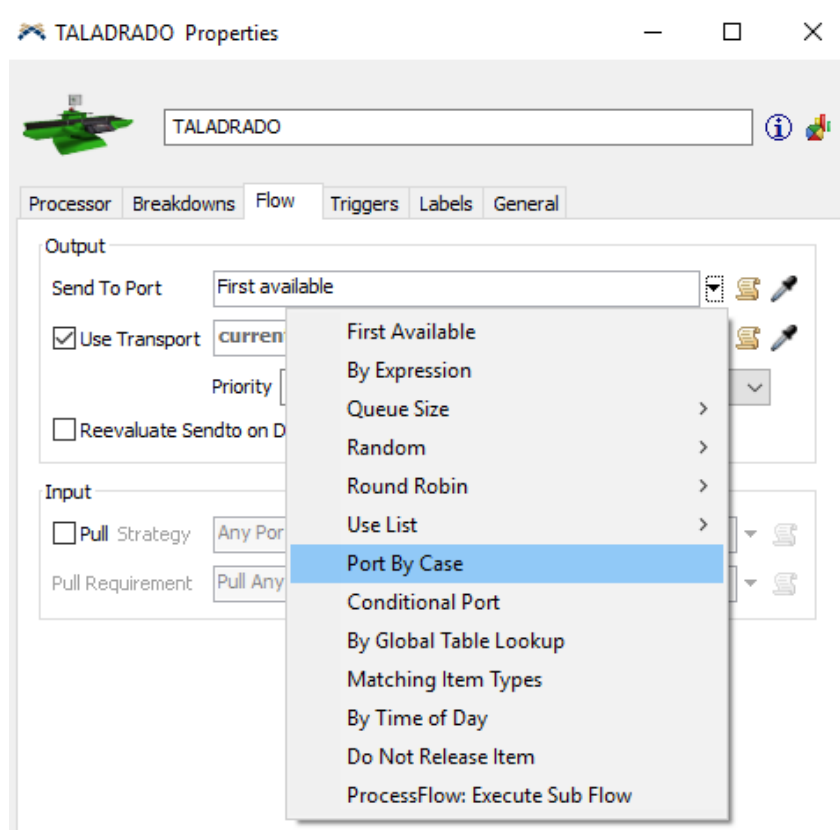 TALADRADO Properties
TALADRADO
Processor Breakdowns Flow Triggers Labels General
Output
Send To Port First available
Use Transport
Priority
Reevaluate Sendto on
Input
Pull Strategy Any
Pull Requirement Pull Any
First Available
By Expression
Queue Size
Random
Round Robin
Use List
Port By Case
Conditional Port
By Global Table Lookup
Matching Item Types
By Time of Day
Do Not Release Item
ProcessFlow: Execute Sub Flow